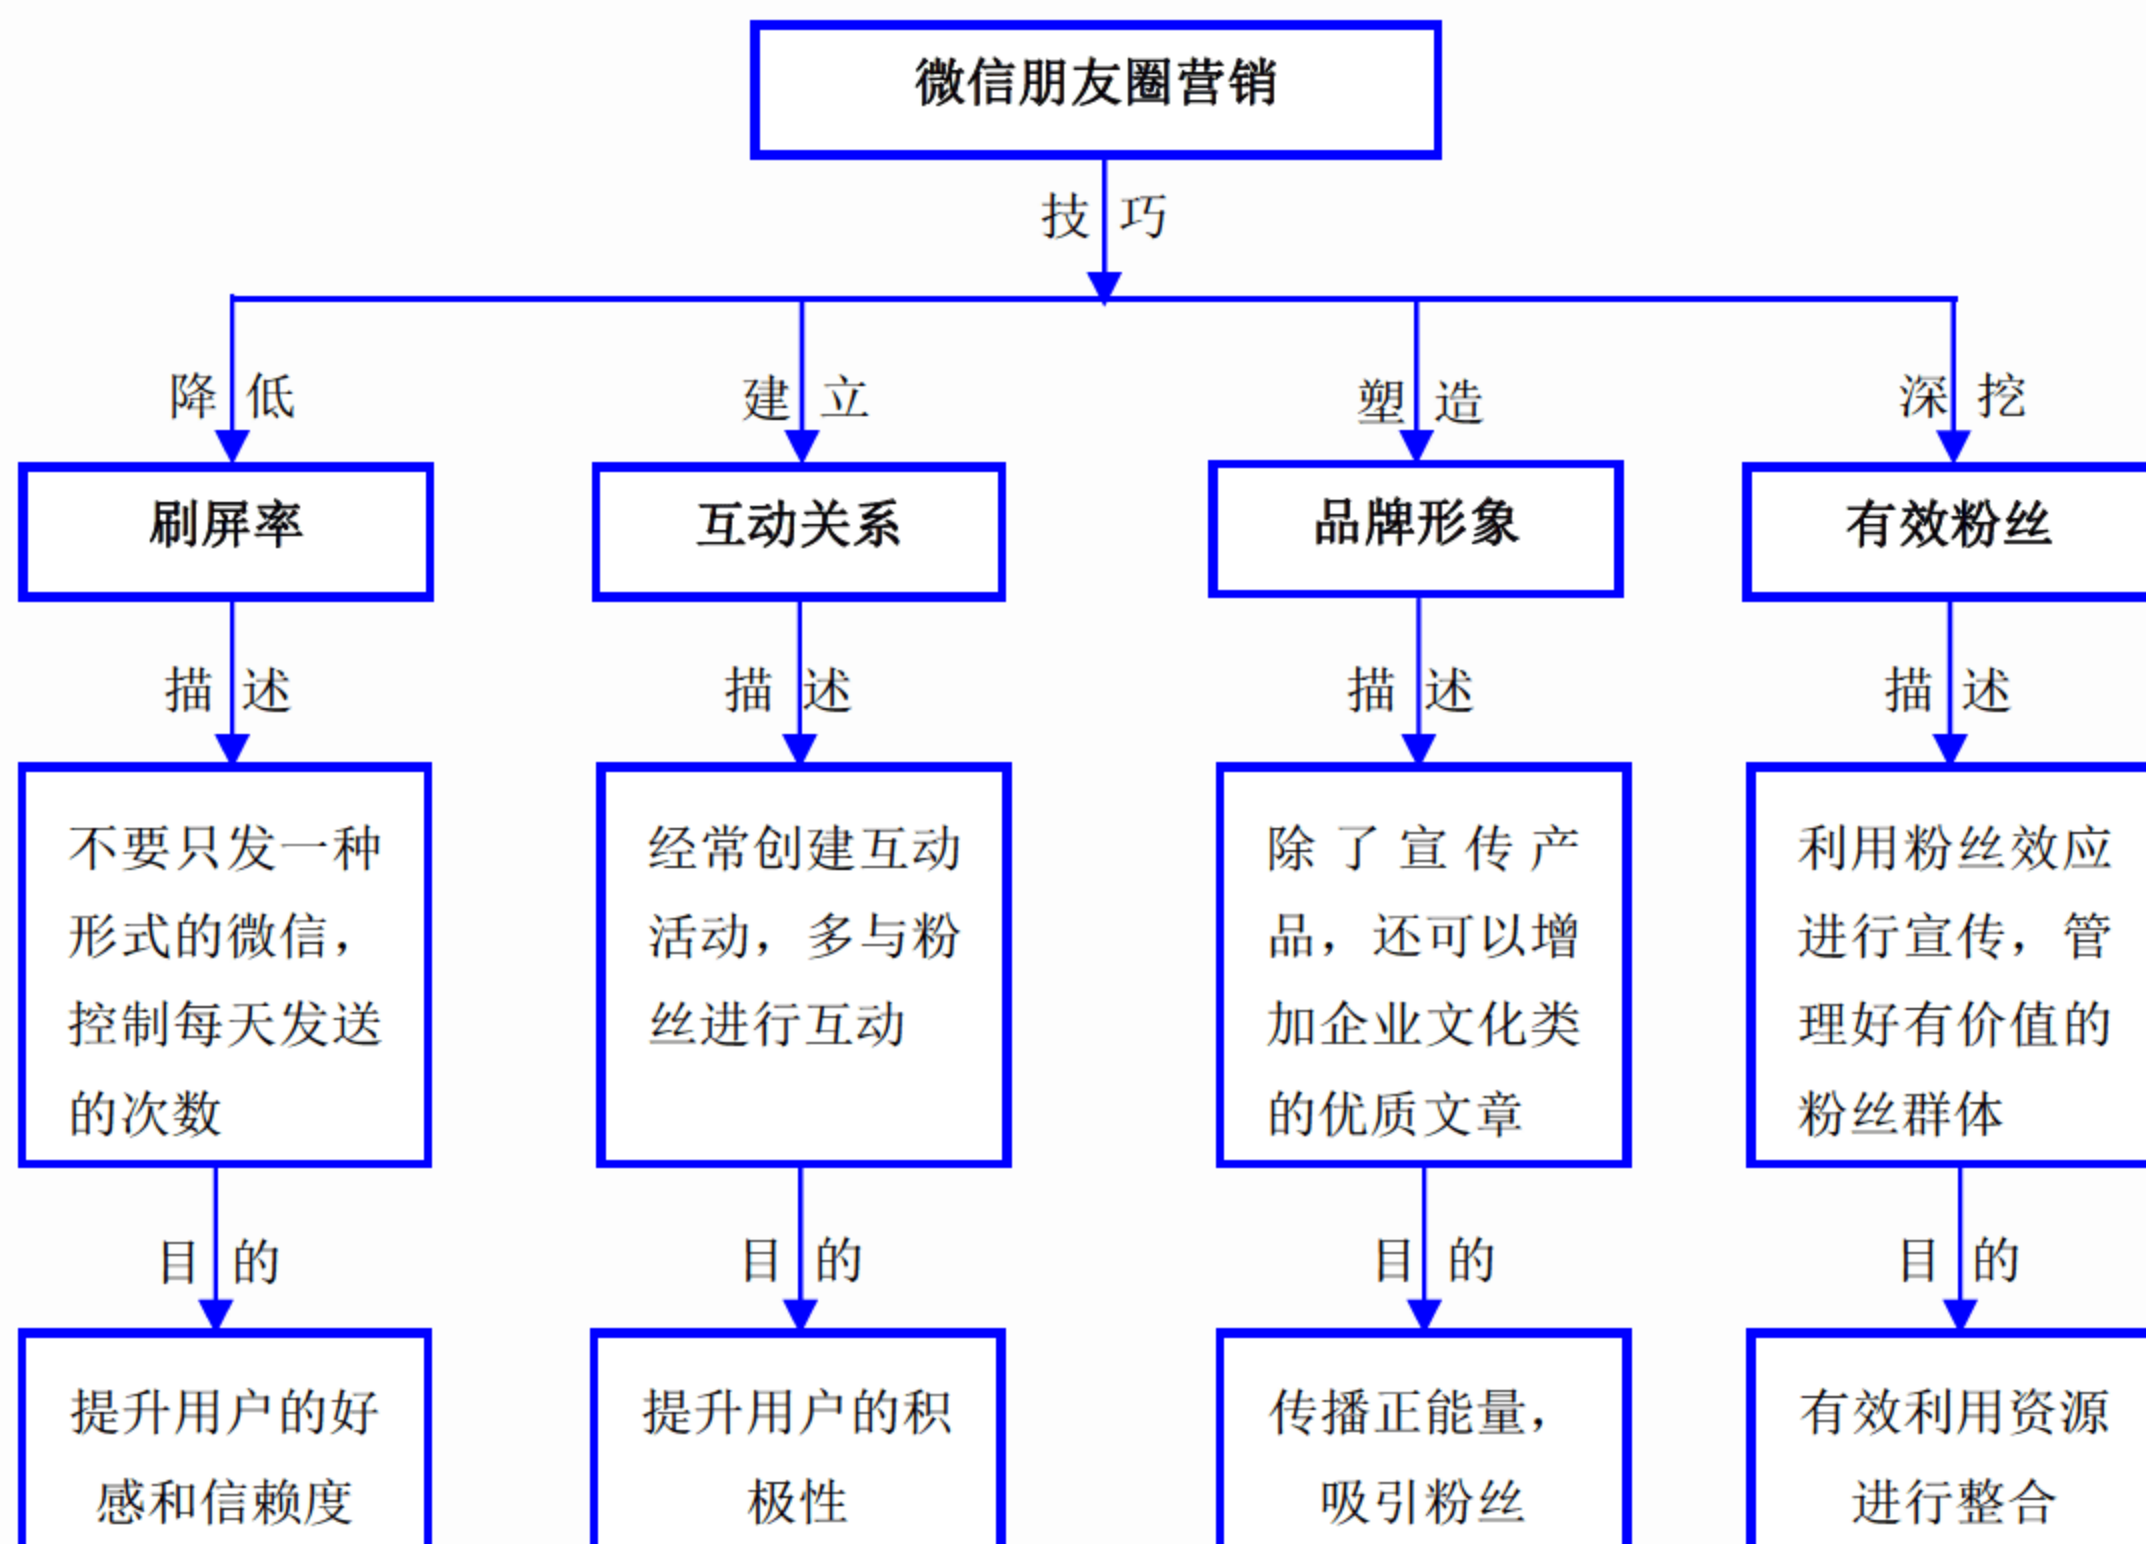 微信朋友圈营销
技巧
降低
建立
塑造
深挖
刷屏率
互动关系
品牌形象
有效粉丝
描述
描述
描述
描述
不要只发一种
形式的微信，
控制每天发送
的次数
经常创建互动
活动，多与粉
丝进行互动
除了宣传产
品，还可以增
加企业文化类
的优质文章
利用粉丝效应
进行宣传，管
理好有价值的
粉丝群体
目的
目的
目的
目的
提升用户的好
感和信赖度
提升用户的积
极性
传播正能量，
吸引粉丝
有效利用资源
进行整合